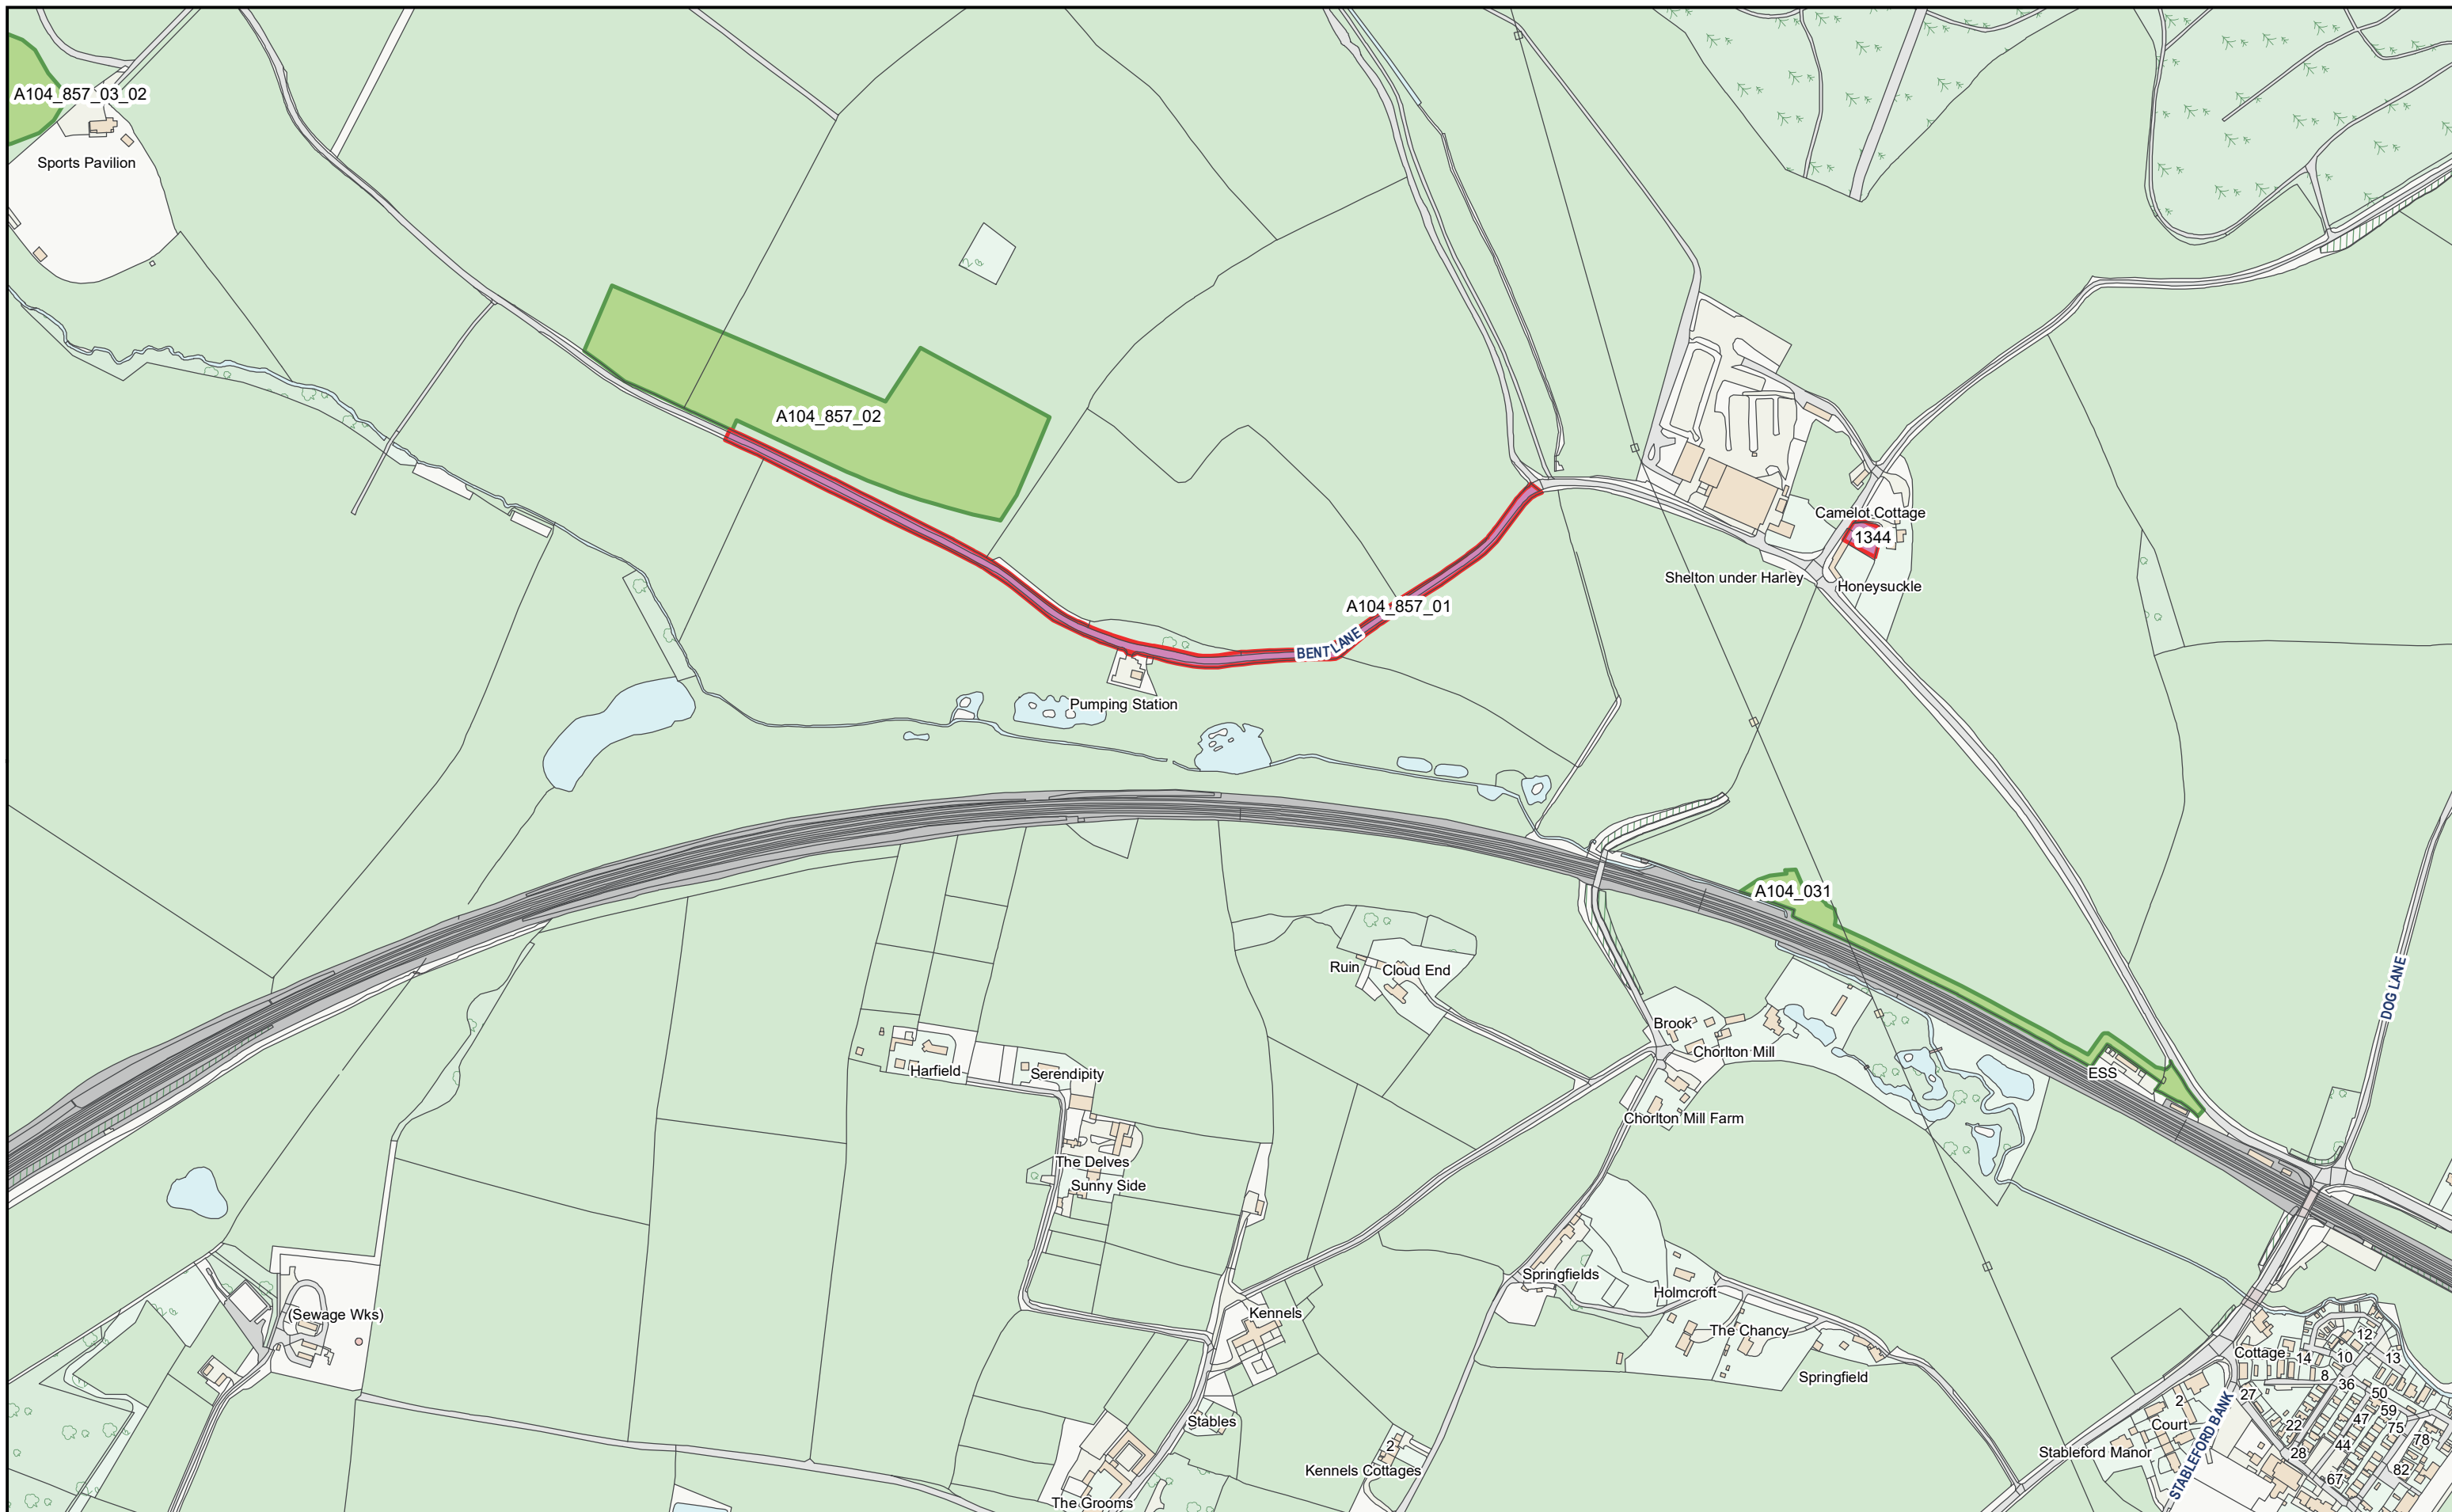 A104_857_03_02
Sports Pavilion
A104_857_02
Camelot Cottage
1344
Shelton under Harley
Honeysuckle
A104_857_01
BENT LANE
Pumping Station
A104_031
Ruin
Cloud End
DOG LANE
Brook
Chorlton Mill
Harfield
Serendipity
ESS
Chorlton Mill Farm
The Delves
Sunny Side
Springfields
Holmcroft
(Sewage Wks)
Kennels
The Chancy
12
Cottage
14
10
13
8
Springfield
36
27
50
2
59
Stables
Court
22
47
75
2
44
78
Stableford Manor
28
Kennels Cottages
82
67
STABLEFORD BANK
The Grooms